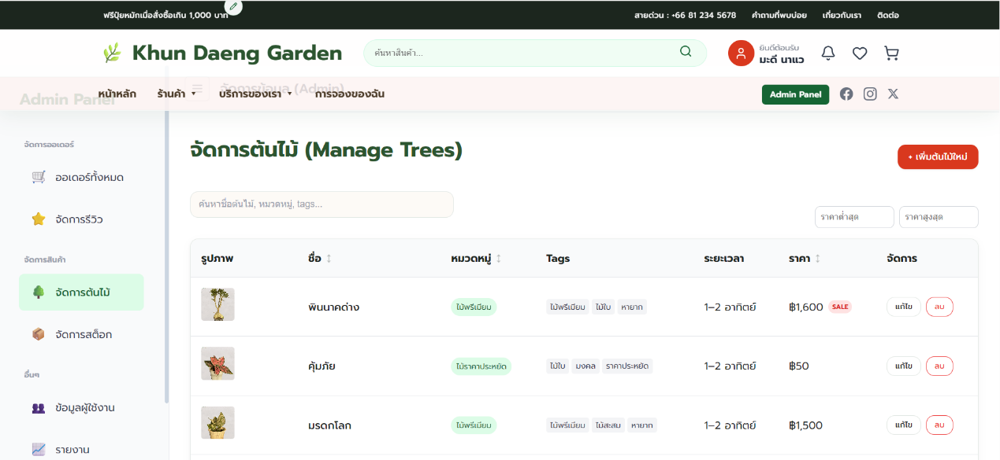 ฟรีปุ๋ยหมักเมื่อสั่งซื้อเกิน 1,000 บาท
สายด่วน : +66 81 234 5678 คำถามที่พบบ่อย เกี่ยวกับเรา ติดต่อ
Khun Daeng Garden
ค้นหาสินค้า...
ยินดีต้อนรับ
มะดี นาแว
หน้าหลัก ร้านค้า บริการของเรา การจองของฉัน
Admin Panel
Admin Panel
จัดการข้อมูล (Admin)
จัดการออเดอร์
ออเดอร์ทั้งหมด
จัดการรีวิว
จัดการสินค้า
จัดการต้นไม้
จัดการสต็อก
อื่นๆ
ข้อมูลผู้ใช้งาน
รายงาน
จัดการต้นไม้ (Manage Trees)
+ เพิ่มต้นไม้ใหม่
ค้นหาชื่อต้นไม้, หมวดหมู่, tags...
ราคาต่ำสุด ราคาสูงสุด
รูปภาพ ชื่อ ↕ หมวดหมู่ ↕ Tags ระยะเวลา ราคา ↕ จัดการ
พินนาคด่าง ไม้พรีเมียม ไม้พรีเมียม ไม้ใบ หายาก 1–2 อาทิตย์ ฿1,600 SALE แก้ไข ลบ
คุ้มภัย ไม้ราคาประหยัด ไม้ใบ มงคล ราคาประหยัด 1–2 อาทิตย์ ฿50 แก้ไข ลบ
มรดกโลก ไม้พรีเมียม ไม้พรีเมียม ไม้สะสม หายาก 1–2 อาทิตย์ ฿1,500 แก้ไข ลบ